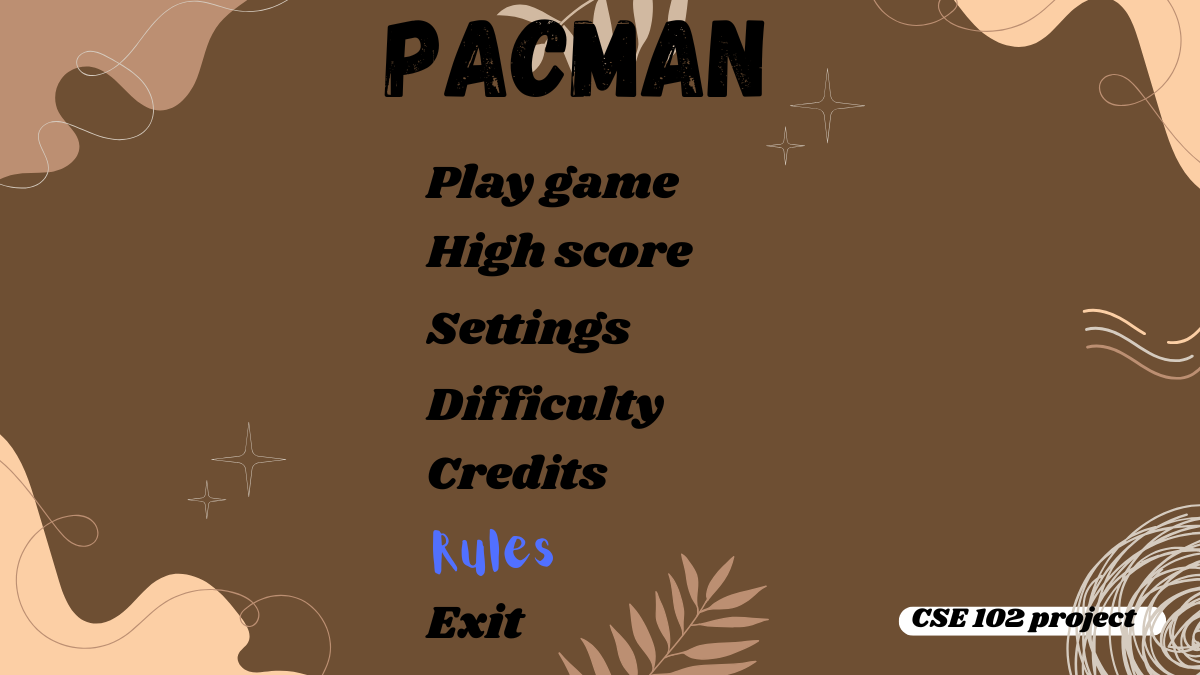 PACMAN
Play game
High score
Settings
Difficulty
Credits
Rules
Exit
CSE 102 project